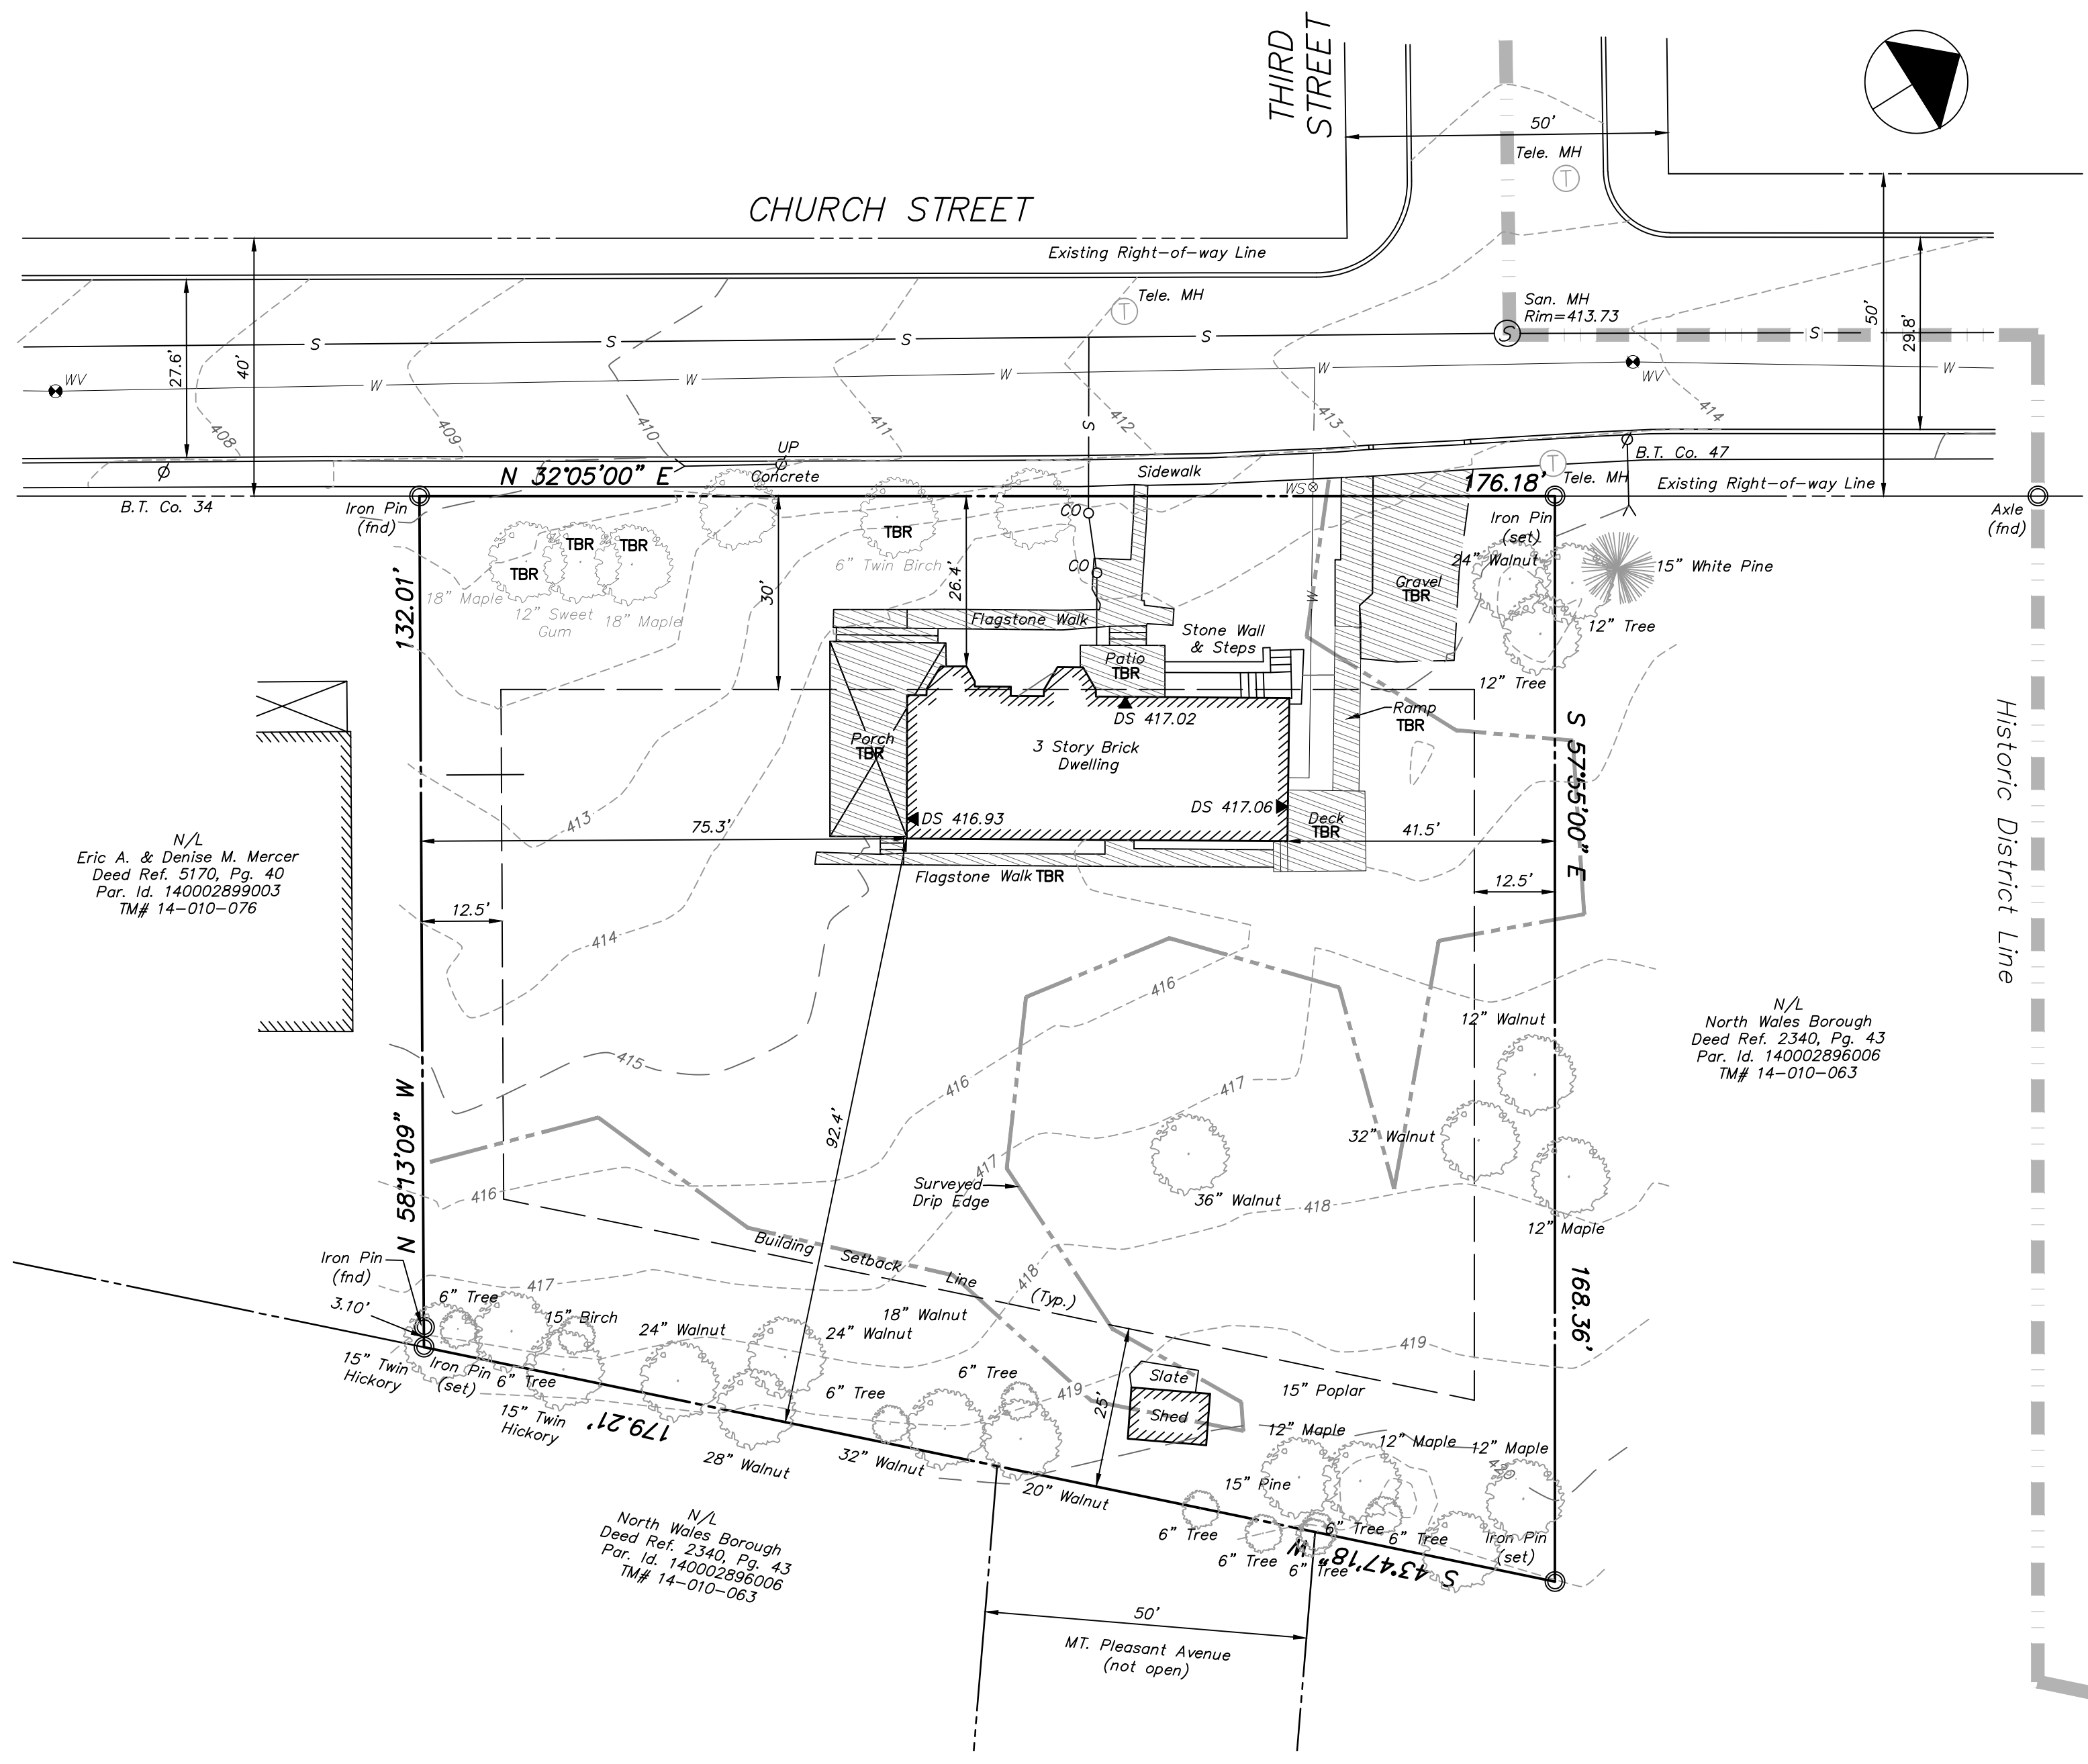 THIRD
STREET
50'
Tele. MH
T
CHURCH STREET
Existing Right-of-way Line
Tele. MH
T
San. MH
Rim=413.73
S
S
S
S
S
S
27.6'
40'
50'
29.8'
WV
W
W
W
W
W
WV
408
409
410
411
412
413
414
S
UP
Concrete
Sidewalk
B.T. Co. 47
N 32°05'00" E
176.18'
T
Tele. MH
Existing Right-of-way Line
B.T. Co. 34
Iron Pin
(fnd)
WS
CO
Iron Pin
(set)
Axle
(fnd)
TBR
TBR
TBR
TBR
6" Twin Birch
18" Maple
12" Sweet
Gum
18" Maple
132.01'
30'
26.4'
CO
W
Gravel
TBR
24" Walnut
15" White Pine
12" Tree
12" Tree
Flagstone Walk
Stone Wall
& Steps
Patio
TBR
DS 417.02
Ramp
TBR
Porch
TBR
3 Story Brick
Dwelling
DS 416.93
DS 417.06
Deck
TBR
S 57°55'00" E
Historic District Line
413
75.3'
41.5'
Flagstone Walk TBR
12.5'
12.5'
N/L
Eric A. & Denise M. Mercer
Deed Ref. 5170, Pg. 40
Par. Id. 140002899003
TM# 14-010-076
414
416
415
416
417
N/L
North Wales Borough
Deed Ref. 2340, Pg. 43
Par. Id. 140002896006
TM# 14-010-063
12" Walnut
32" Walnut
92.4'
N 58°13'09" W
417
416
Surveyed
Drip Edge
36" Walnut
418
12" Maple
Building Setback Line (Typ.)
418
Iron Pin
(fnd)
3.10'
417
6" Tree
15" Birch
24" Walnut
18" Walnut
24" Walnut
168.36'
419
15" Twin
Hickory
Iron Pin
(set)
6" Tree
15" Twin
Hickory
179.21'
6" Tree
6" Tree
419
25'
Slate
Shed
15" Poplar
12" Maple
12" Maple
12" Maple
420
28" Walnut
32" Walnut
20" Walnut
15" Pine
6" Tree
6" Tree
6" Tree
6" Tree
6" Tree
Iron Pin
(set)
S 43°47'18" W
N/L
North Wales Borough
Deed Ref. 2340, Pg. 43
Par. Id. 140002896006
TM# 14-010-063
50'
MT. Pleasant Avenue
(not open)